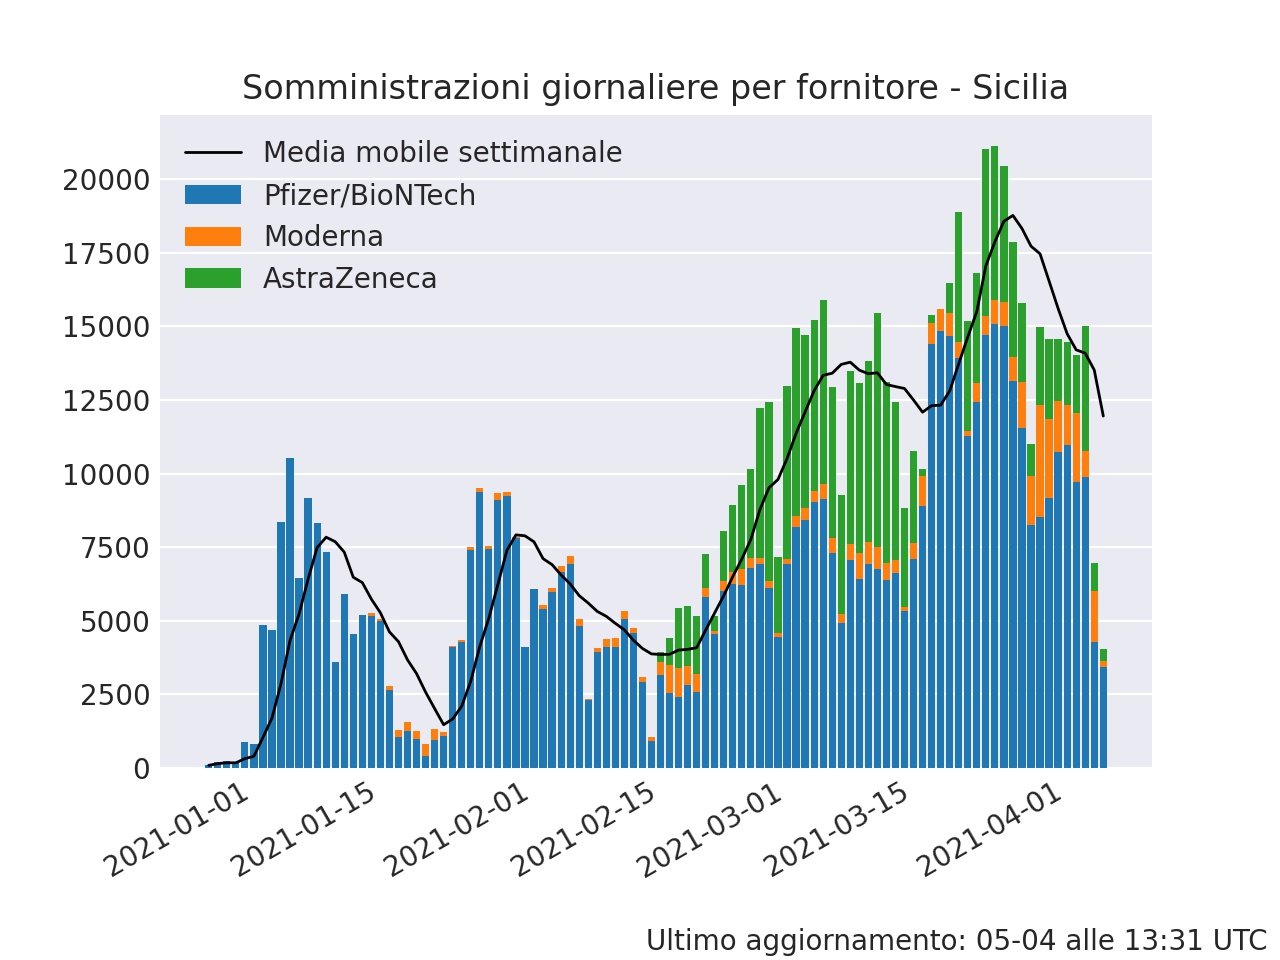 Somministrazioni giornaliere per fornitore - Sicilia
Media mobile settimanale
Pfizer/BioNTech
Moderna
AstraZeneca
20000
17500
15000
12500
10000
7500
5000
2500
0
2021-01-01
2021-01-15
2021-02-01
2021-02-15
2021-03-01
2021-03-15
2021-04-01
Ultimo aggiornamento: 05-04 alle 13:31 UTC